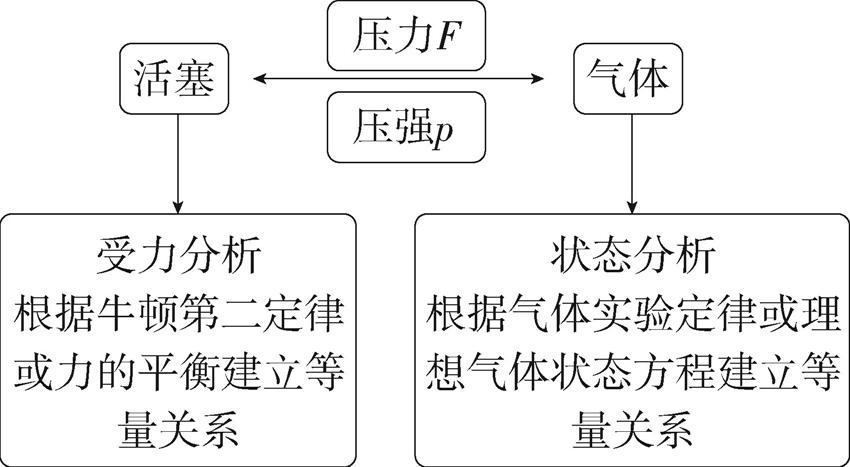 压力F
活塞
气体
压强p
受力分析
根据牛顿第二定律
或力的平衡建立等
量关系
状态分析
根据气体实验定律或理
想气体状态方程建立等
量关系